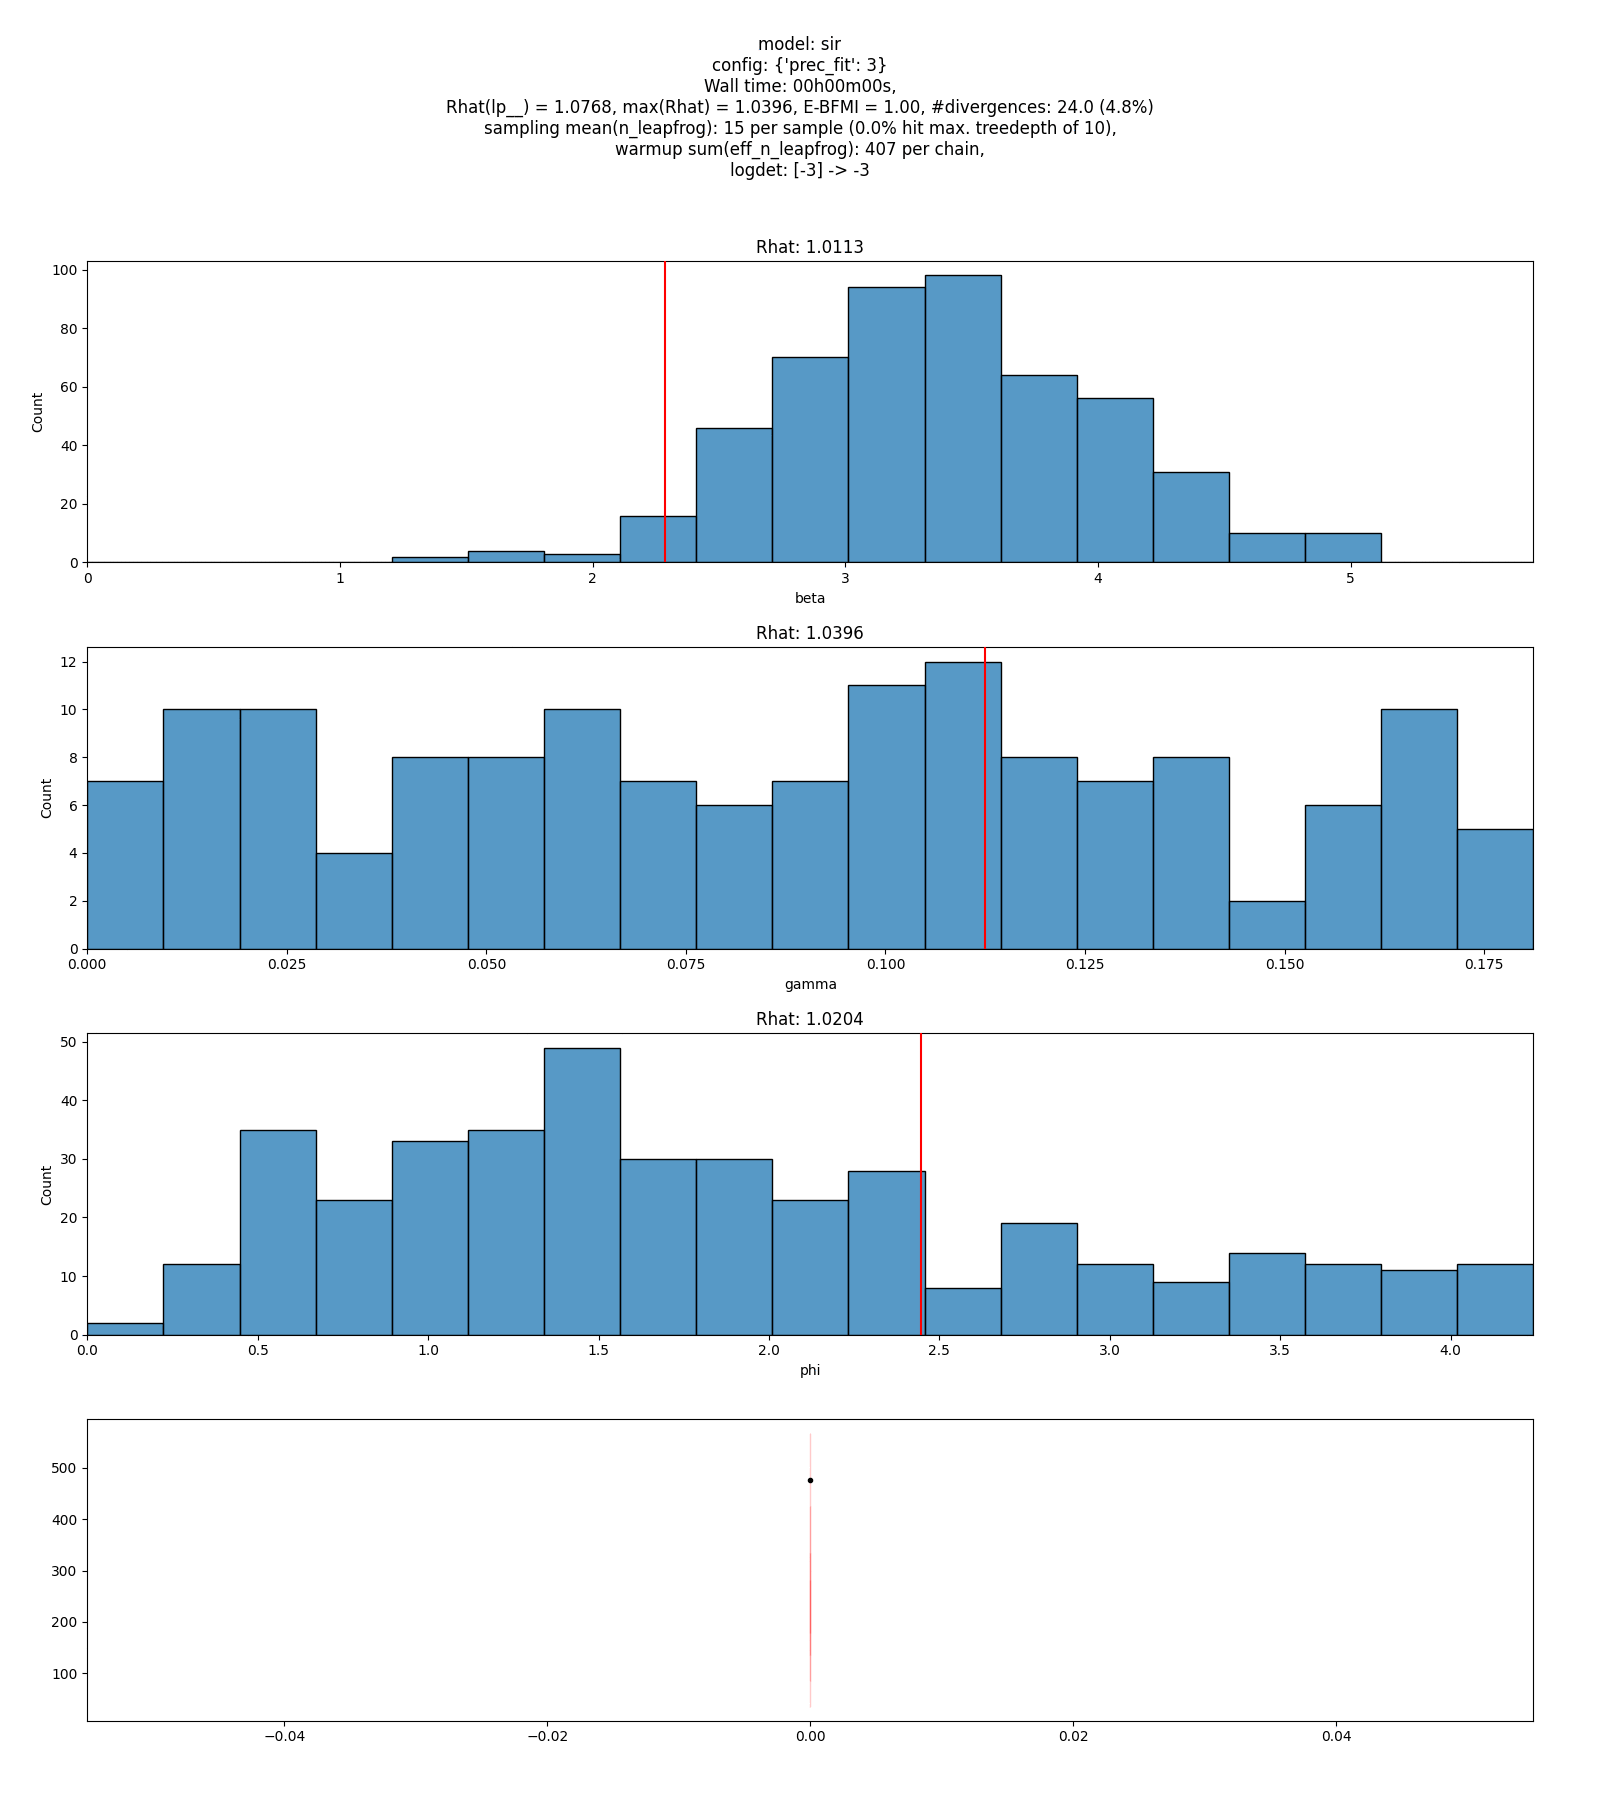 model: sir
config: {'prec_fit': 3}
Wall time: 00h00m00s,
Rhat(lp__) = 1.0768, max(Rhat) = 1.0396, E-BFMI = 1.00, #divergences: 24.0 (4.8%)
sampling mean(n_leapfrog): 15 per sample (0.0% hit max. treedepth of 10),
warmup sum(eff_n_leapfrog): 407 per chain,
logdet: [-3] -> -3
Rhat: 1.0113
100
80
60
40
20
0
Count
0 1 2 3 4 5
beta
Rhat: 1.0396
12
10
8
6
4
2
0
Count
0.000 0.025 0.050 0.075 0.100 0.125 0.150 0.175
gamma
Rhat: 1.0204
50
40
30
20
10
0
Count
0.0 0.5 1.0 1.5 2.0 2.5 3.0 3.5 4.0
phi
500
400
300
200
100
−0.04 −0.02 0.00 0.02 0.04